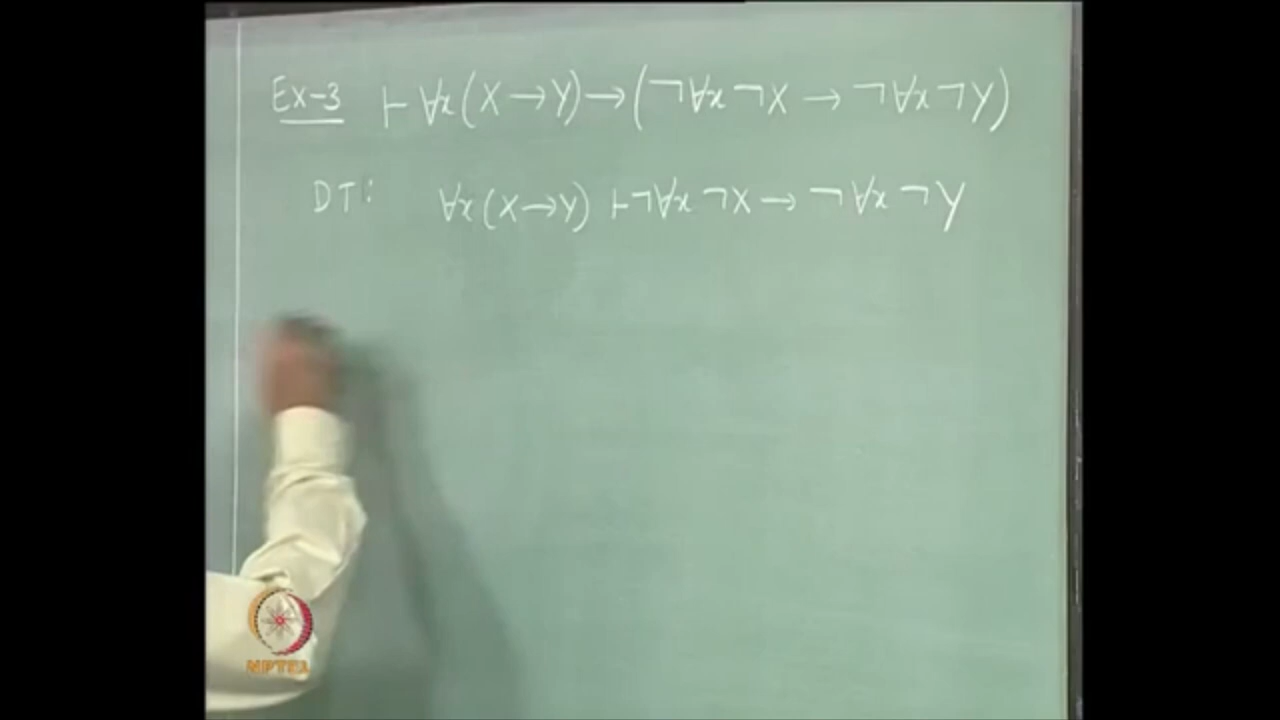 Ex-3 ⊢ ∀x(X→Y)→(¬∀x¬X → ¬∀x¬Y)
DT: ∀x(X→Y) ⊢¬∀x¬X→ ¬∀x¬Y
NPTEL